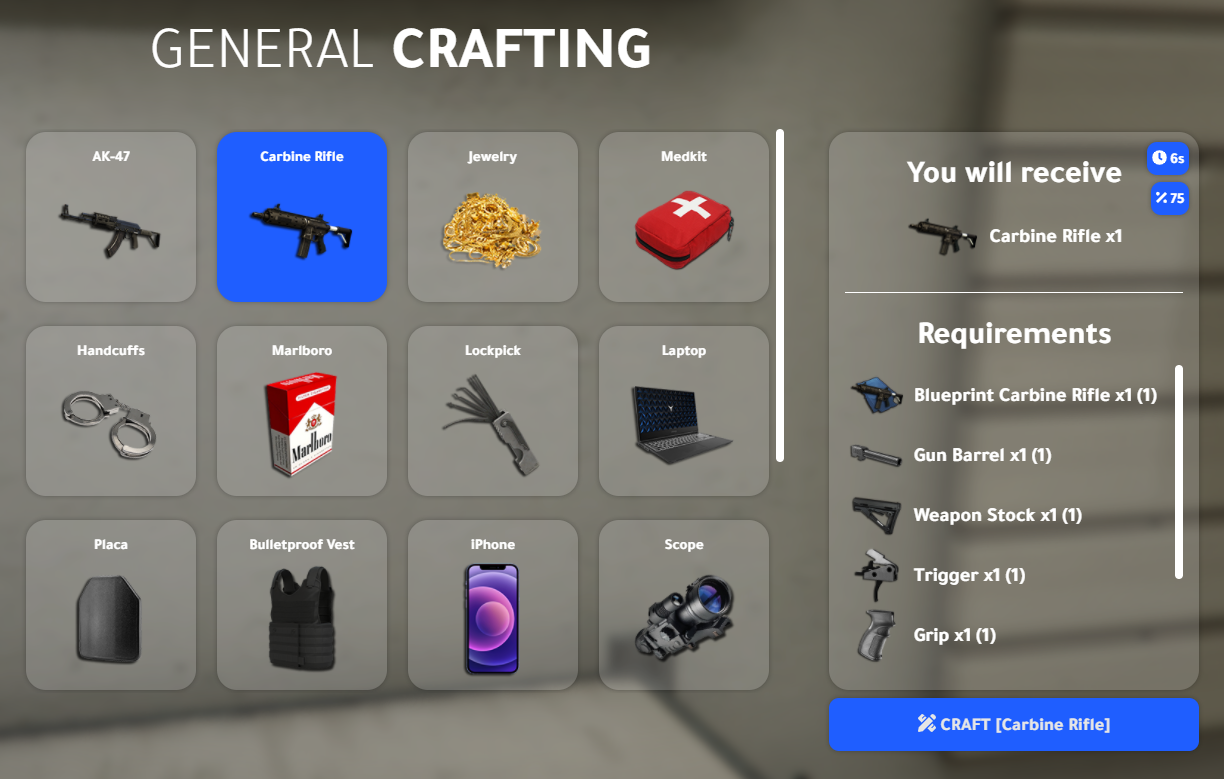 GENERAL CRAFTING
AK-47
Carbine Rifle
Jewelry
Medkit
Handcuffs
Marlboro
Marlboro
Lockpick
Laptop
Placa
Bulletproof Vest
iPhone
Scope
You will receive
6s
75
Carbine Rifle x1
Requirements
Blueprint Carbine Rifle x1 (1)
Gun Barrel x1 (1)
Weapon Stock x1 (1)
Trigger x1 (1)
Grip x1 (1)
CRAFT [Carbine Rifle]